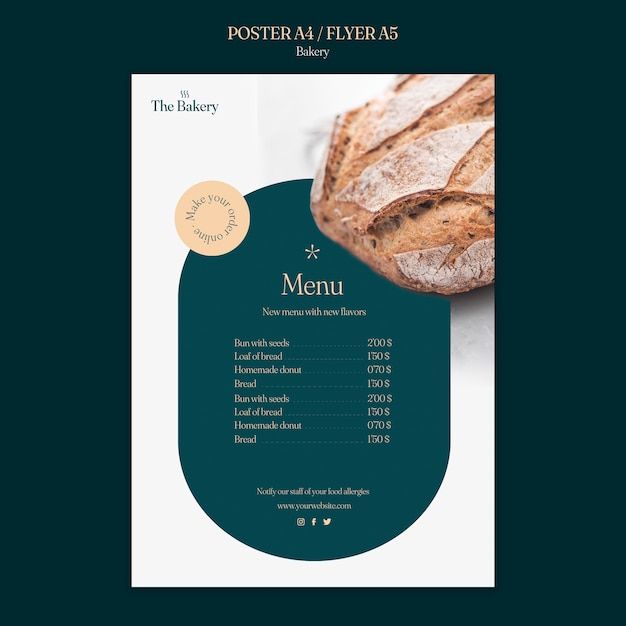 POSTER A4 / FLYER A5
Bakery
The Bakery
Make your order online ·
Menu
New menu with new flavors
Bun with seeds 2'00 $
Loaf of bread 1'50 $
Homemade donut 0'70 $
Bread 1'50 $
Bun with seeds 2'00 $
Loaf of bread 1'50 $
Homemade donut 0'70 $
Bread 1'50 $
Notify our staff of your food allergies
www.yourwebsite.com